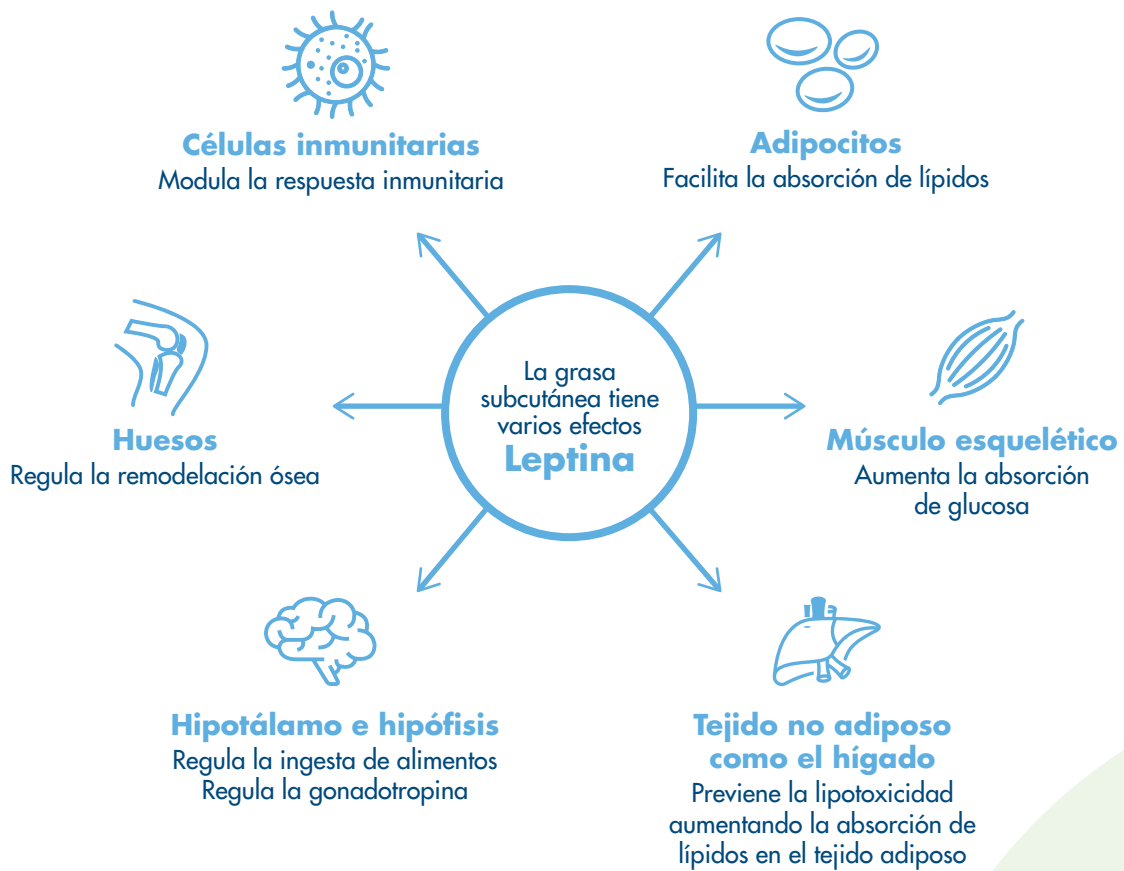 Células inmunitarias
Modula la respuesta inmunitaria
Adipocitos
Facilita la absorción de lípidos
La grasa
subcutánea tiene
varios efectos
Leptina
Huesos
Regula la remodelación ósea
Músculo esquelético
Aumenta la absorción
de glucosa
Hipotálamo e hipófisis
Regula la ingesta de alimentos
Regula la gonadotropina
Tejido no adiposo
como el hígado
Previene la lipotoxicidad
aumentando la absorción de
lípidos en el tejido adiposo